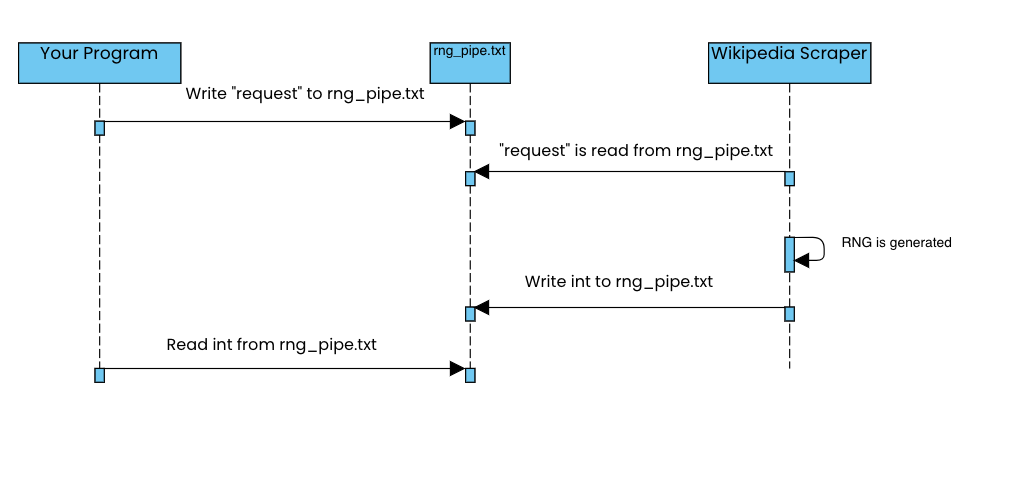 Your Program
rng_pipe.txt
Wikipedia Scraper
Write "request" to rng_pipe.txt
"request" is read from rng_pipe.txt
RNG is generated
Write int to rng_pipe.txt
Read int from rng_pipe.txt